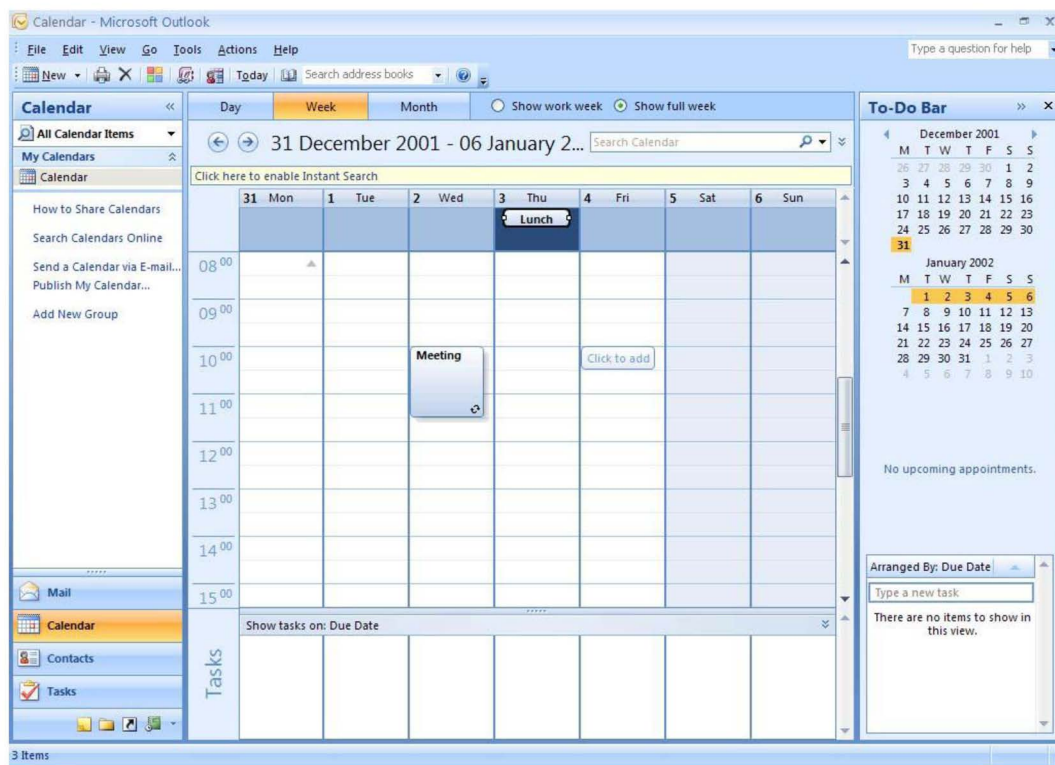 Calendar - Microsoft Outlook
File Edit View Go Tools Actions Help
Type a question for help
New Today Search address books
Calendar «
All Calendar Items
My Calendars
Calendar
How to Share Calendars
Search Calendars Online
Send a Calendar via E-mail...
Publish My Calendar...
Add New Group
Mail
Calendar
Contacts
Tasks
Day Week Month Show work week Show full week
31 December 2001 - 06 January 2... Search Calendar
Click here to enable Instant Search
31 Mon 1 Tue 2 Wed 3 Thu 4 Fri 5 Sat 6 Sun
Lunch
08 00
09 00
10 00 Meeting Click to add
11 00
12 00
13 00
14 00
15 00
Show tasks on: Due Date
Tasks
To-Do Bar »
December 2001
M T W T F S S
26 27 28 29 30 1 2
3 4 5 6 7 8 9
10 11 12 13 14 15 16
17 18 19 20 21 22 23
24 25 26 27 28 29 30
31
January 2002
M T W T F S S
1 2 3 4 5 6
7 8 9 10 11 12 13
14 15 16 17 18 19 20
21 22 23 24 25 26 27
28 29 30 31 1 2 3
4 5 6 7 8 9 10
No upcoming appointments.
Arranged By: Due Date
Type a new task
There are no items to show in
this view.
3 Items